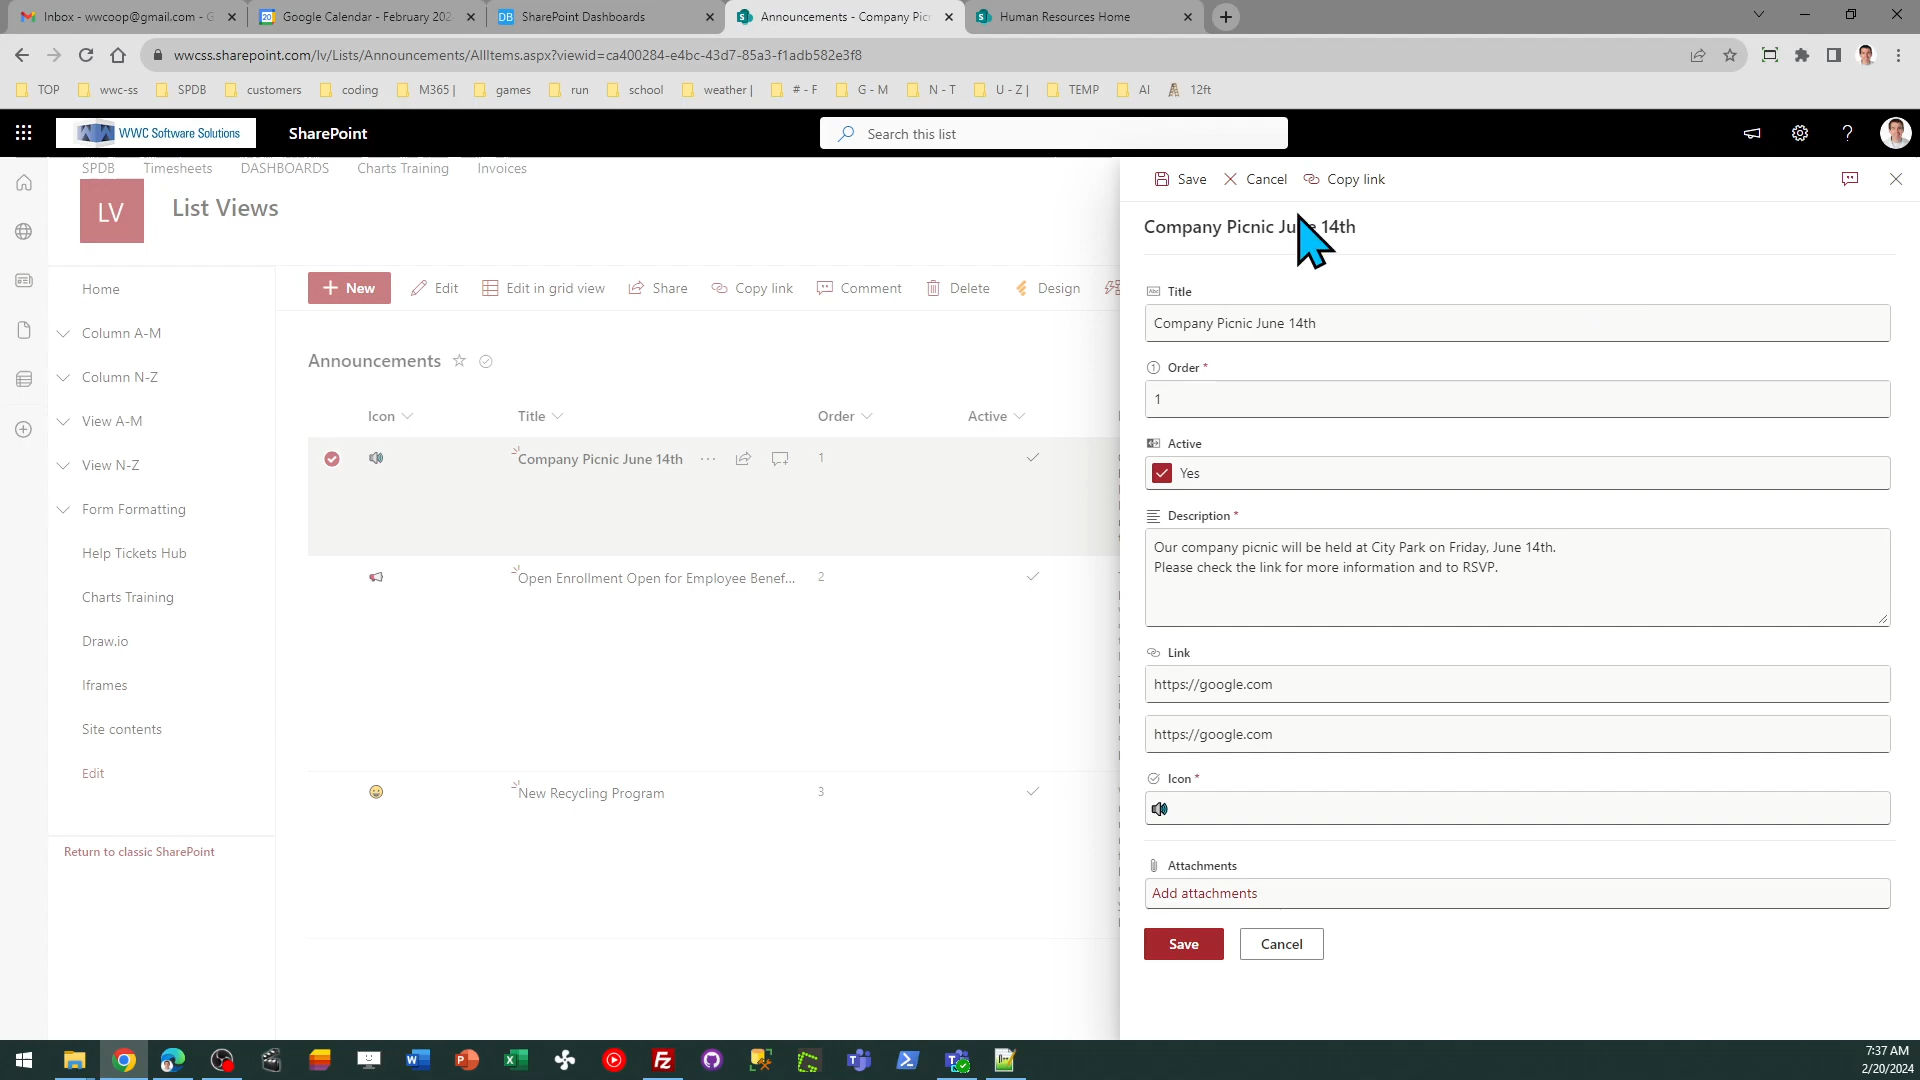 Inbox - wwcoop@gmail.com - G
Google Calendar - February 202
SharePoint Dashboards
Announcements - Company Picn
Human Resources Home
wwcss.sharepoint.com/lv/Lists/Announcements/AllItems.aspx?viewid=ca400284-e4bc-43d7-85a3-f1adb582e3f8
TOP
wwc-ss
SPDB
customers
coding
M365 |
games
run
school
weather |
# - F
G - M
N - T
U - Z |
TEMP
AI
12ft
WWC Software Solutions
SharePoint
Search this list
SPDB
Timesheets
DASHBOARDS
Charts Training
Invoices
LV
List Views
Home
Column A-M
Column N-Z
View A-M
View N-Z
Form Formatting
Help Tickets Hub
Charts Training
Draw.io
Iframes
Site contents
Edit
Return to classic SharePoint
New
Edit
Edit in grid view
Share
Copy link
Comment
Delete
Design
Announcements
Icon
Title
Order
Active
Company Picnic June 14th
1
Open Enrollment Open for Employee Benef...
2
New Recycling Program
3
Save
Cancel
Copy link
Company Picnic June 14th
Title
Company Picnic June 14th
Order *
1
Active
Yes
Description *
Our company picnic will be held at City Park on Friday, June 14th.
Please check the link for more information and to RSVP.
Link
https://google.com
https://google.com
Icon *
Attachments
Add attachments
Save
Cancel
7:37 AM
2/20/2024